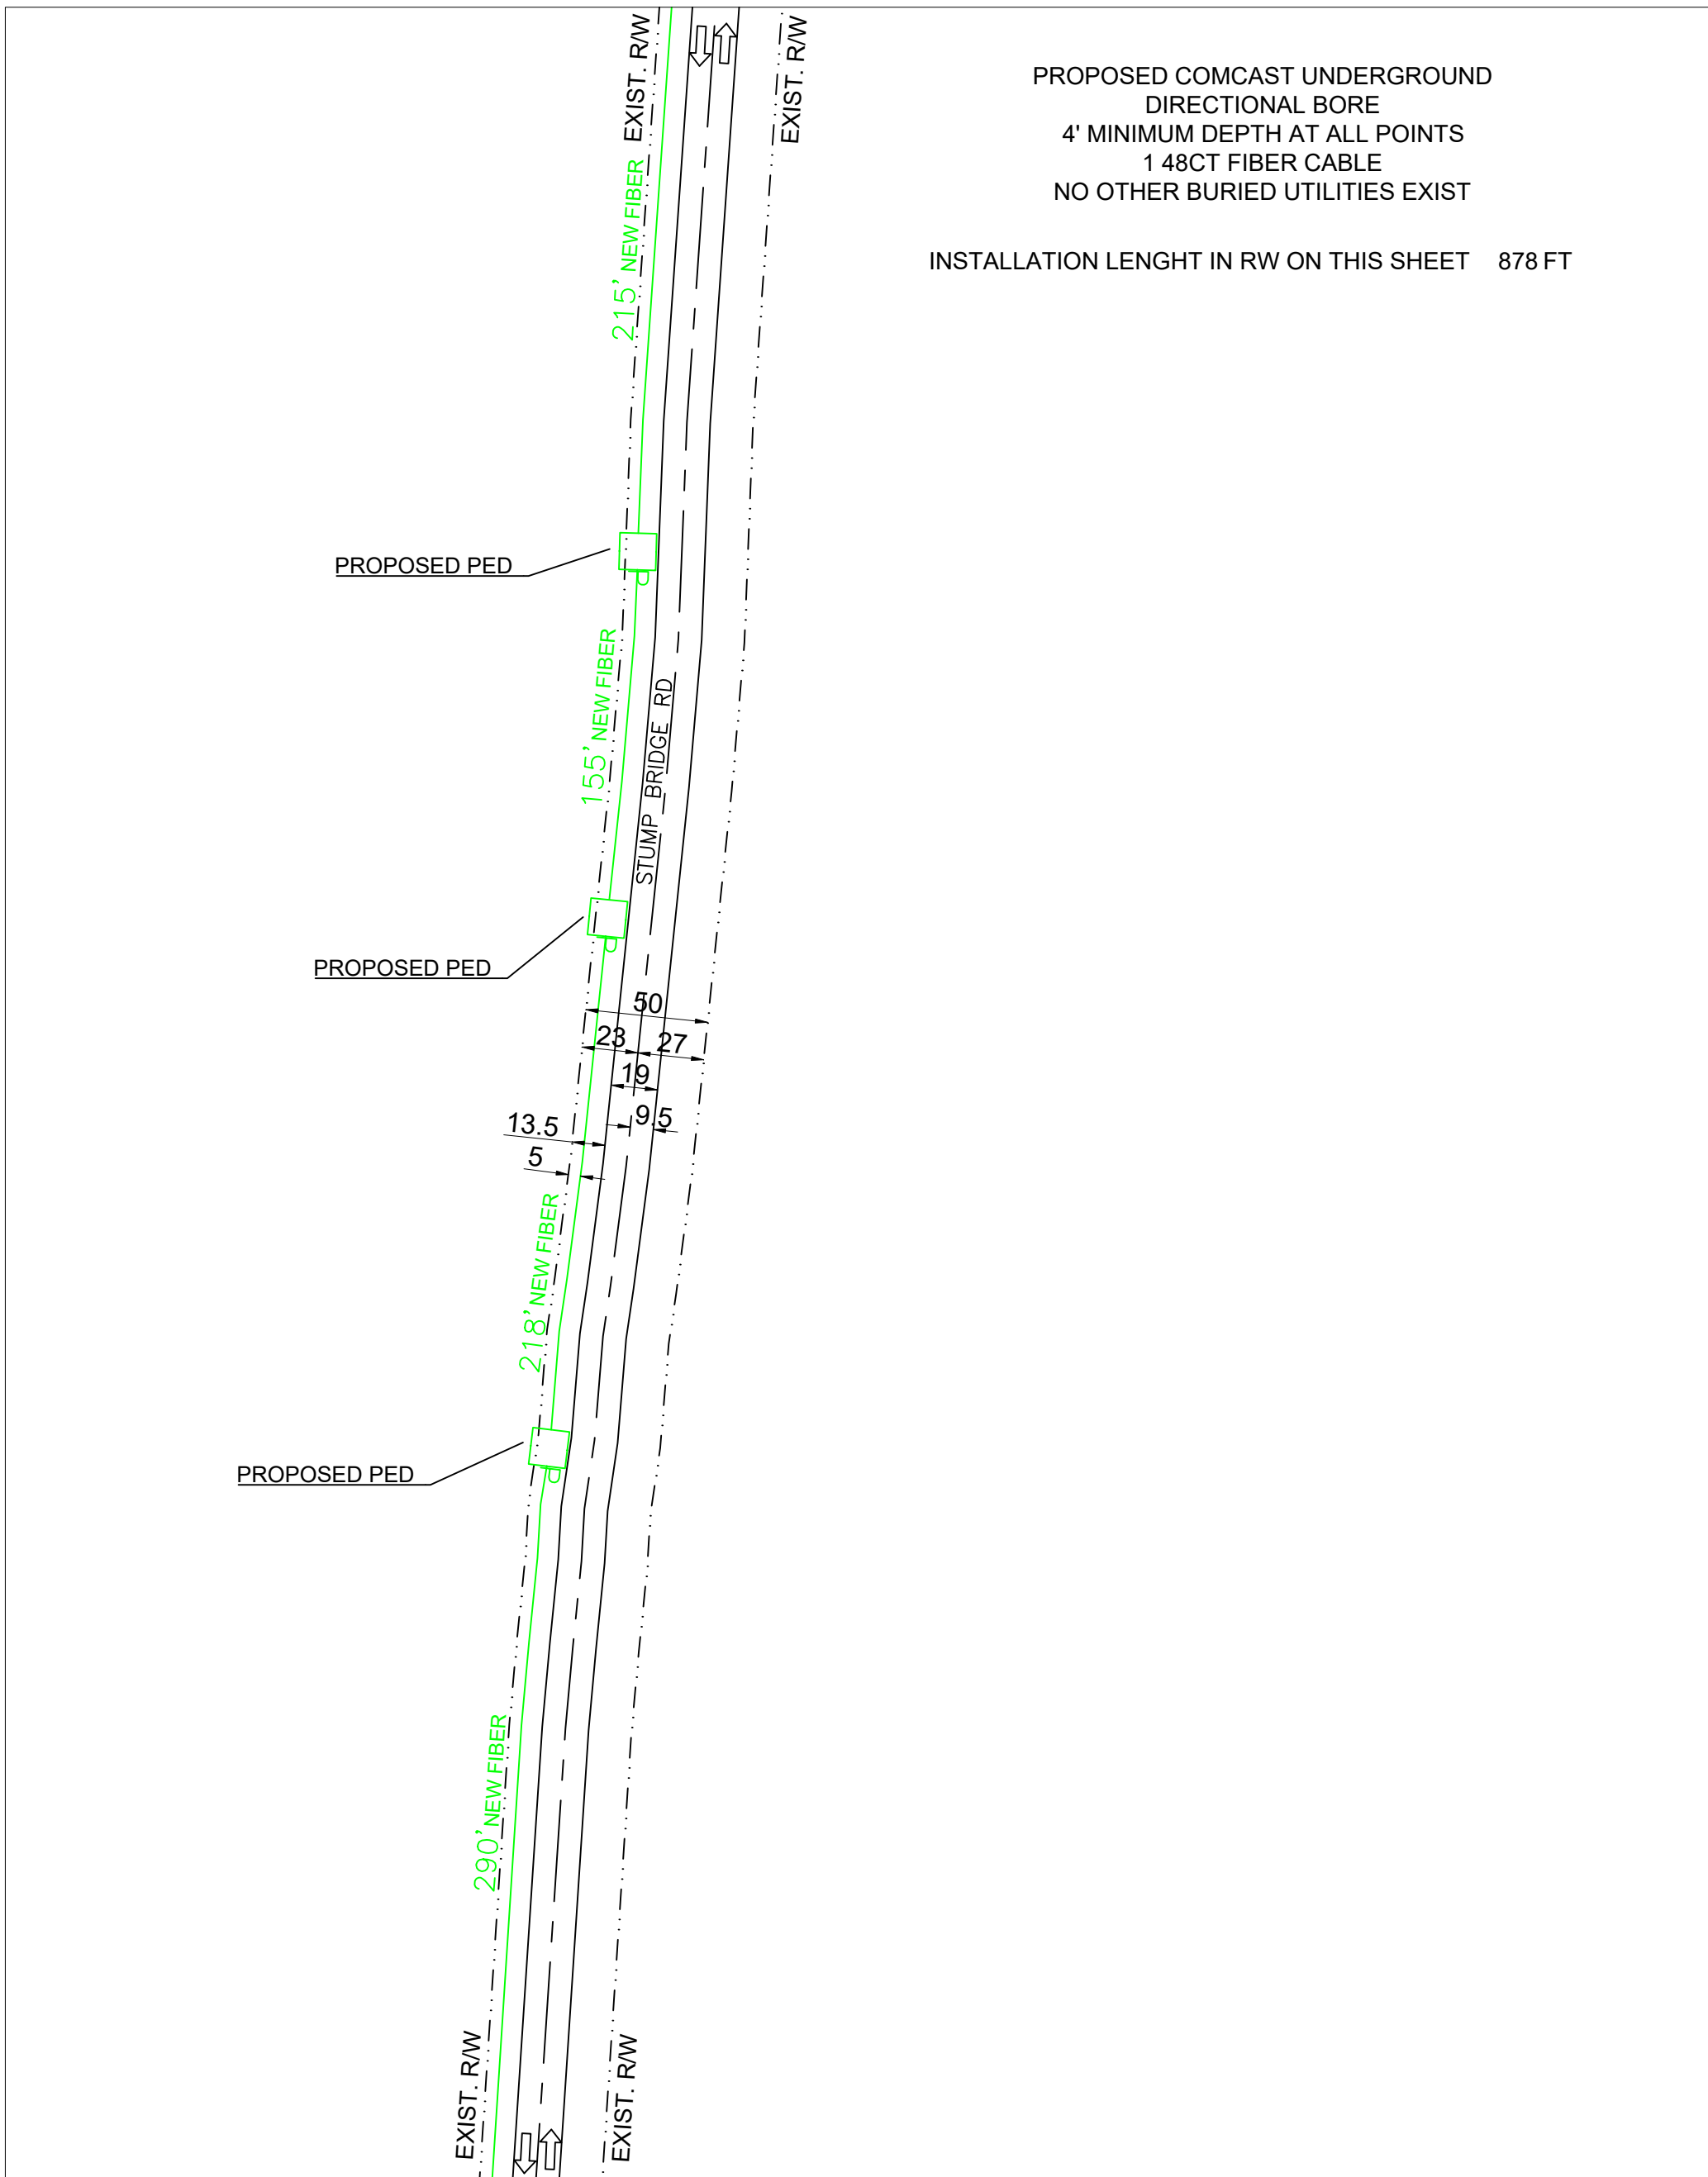 EXIST. R/W
EXIST. R/W
PROPOSED COMCAST UNDERGROUND
DIRECTIONAL BORE
4' MINIMUM DEPTH AT ALL POINTS
1 48CT FIBER CABLE
NO OTHER BURIED UTILITIES EXIST
INSTALLATION LENGHT IN RW ON THIS SHEET 878 FT
215' NEW FIBER
PROPOSED PED
155' NEW FIBER
STUMP BRIDGE RD
PROPOSED PED
50
23
27
19
9.5
13.5
5
218' NEW FIBER
PROPOSED PED
290' NEW FIBER
EXIST. R/W
EXIST. R/W